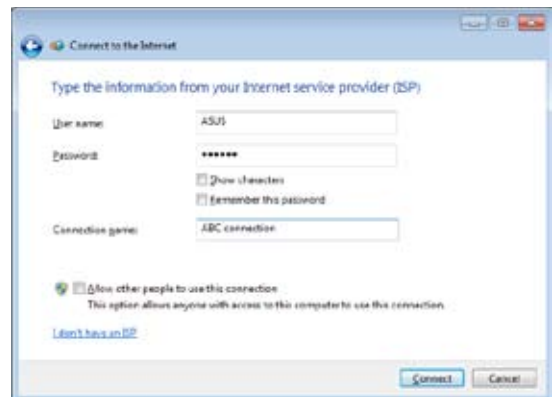 Connect to the Internet
Type the information from your Internet service provider (ISP)
User name: ASUS
Password: ••••••
Show characters
Remember this password
Connection name: ABC connection
Allow other people to use this connection
This option allows anyone with access to this computer to use this connection.
I don't have an ISP
Connect Cancel